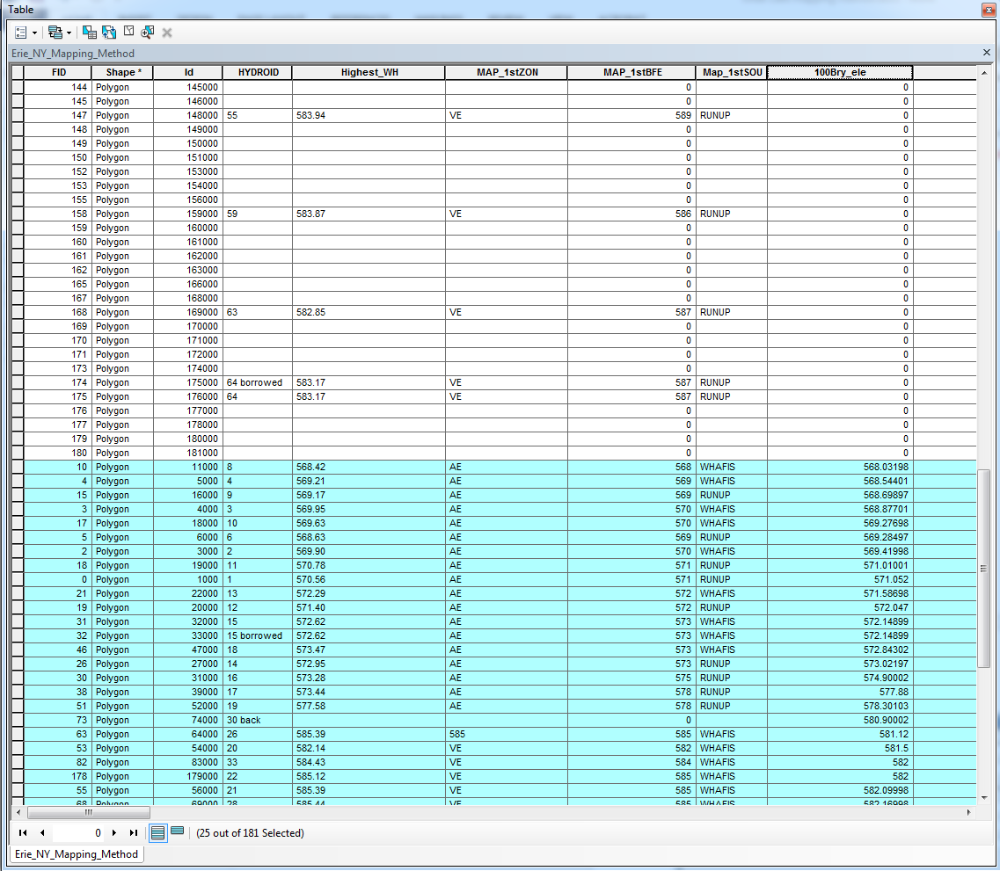 Table
Erie_NY_Mapping_Method
FID Shape * Id HYDROID Highest_WH MAP_1stZON MAP_1stBFE Map_1stSOU 100Bry_ele
144 Polygon 145000 0 0
145 Polygon 146000 0 0
147 Polygon 148000 55 583.94 VE 589 RUNUP 0
148 Polygon 149000 0 0
149 Polygon 150000 0 0
150 Polygon 151000 0 0
152 Polygon 153000 0 0
153 Polygon 154000 0 0
155 Polygon 156000 0 0
158 Polygon 159000 59 583.87 VE 586 RUNUP 0
159 Polygon 160000 0 0
160 Polygon 161000 0 0
161 Polygon 162000 0 0
162 Polygon 163000 0 0
165 Polygon 166000 0 0
167 Polygon 168000 0 0
168 Polygon 169000 63 582.85 VE 587 RUNUP 0
169 Polygon 170000 0 0
170 Polygon 171000 0 0
171 Polygon 172000 0 0
173 Polygon 174000 0 0
174 Polygon 175000 64 borrowed 583.17 VE 587 RUNUP 0
175 Polygon 176000 64 583.17 VE 587 RUNUP 0
176 Polygon 177000 0 0
177 Polygon 178000 0 0
179 Polygon 180000 0 0
180 Polygon 181000 0 0
10 Polygon 11000 8 568.42 AE 568 WHAFIS 568.03198
4 Polygon 5000 4 569.21 AE 569 WHAFIS 568.54401
15 Polygon 16000 9 569.17 AE 569 RUNUP 568.69897
3 Polygon 4000 3 569.95 AE 570 WHAFIS 568.87701
17 Polygon 18000 10 569.63 AE 570 WHAFIS 569.27698
5 Polygon 6000 6 568.63 AE 569 RUNUP 569.28497
2 Polygon 3000 2 569.90 AE 570 WHAFIS 569.41998
18 Polygon 19000 11 570.78 AE 571 RUNUP 571.01001
0 Polygon 1000 1 570.56 AE 571 RUNUP 571.052
21 Polygon 22000 13 572.29 AE 572 WHAFIS 571.58698
19 Polygon 20000 12 571.40 AE 572 RUNUP 572.047
31 Polygon 32000 15 572.62 AE 573 WHAFIS 572.14899
32 Polygon 33000 15 borrowed 572.62 AE 573 WHAFIS 572.14899
46 Polygon 47000 18 573.47 AE 573 WHAFIS 572.84302
26 Polygon 27000 14 572.95 AE 573 RUNUP 573.02197
30 Polygon 31000 16 573.28 AE 575 RUNUP 574.90002
38 Polygon 39000 17 573.44 AE 578 RUNUP 577.88
51 Polygon 52000 19 577.58 AE 578 RUNUP 578.30103
73 Polygon 74000 30 back 0 580.90002
63 Polygon 64000 26 585.39 585 585 WHAFIS 581.12
53 Polygon 54000 20 582.14 VE 582 WHAFIS 581.5
82 Polygon 83000 33 584.43 VE 584 WHAFIS 582
178 Polygon 179000 22 585.12 VE 585 WHAFIS 582
55 Polygon 56000 21 585.39 VE 585 WHAFIS 582.09998
68 Polygon 69000 28 585.44 VE 585 WHAFIS 582.16998
0 (25 out of 181 Selected)
Erie_NY_Mapping_Method